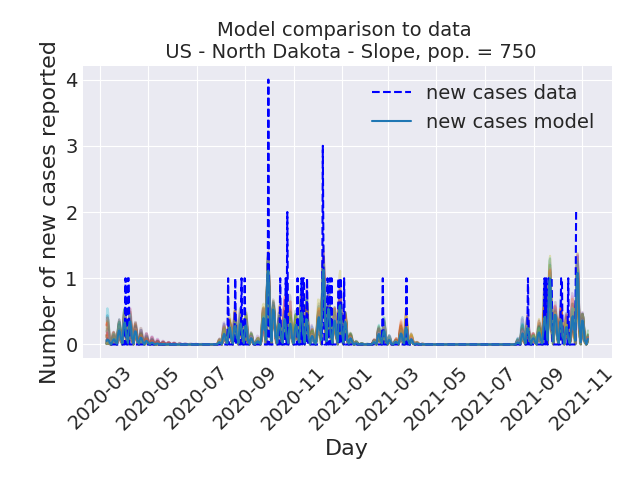 Model comparison to data
US - North Dakota - Slope, pop. = 750
new cases data
new cases model
Number of new cases reported
4
3
2
1
0
2020-03
2020-05
2020-07
2020-09
2020-11
2021-01
2021-03
2021-05
2021-07
2021-09
2021-11
Day